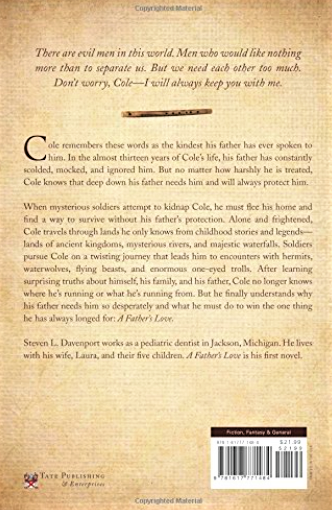 Copyrighted Material
There are evil men in this world. Men who would like nothing
more than to separate us. But we need each other too much.
Don't worry, Cole—I will always keep you with me.
Cole remembers these words as the kindest his father has ever spoken to
him. In the almost thirteen years of Cole's life, his father has constantly
scolded, mocked, and ignored him. But no matter how harshly he is treated,
Cole knows that deep down his father needs him and will always protect him.
When mysterious soldiers attempt to kidnap Cole, he must flee his home and
find a way to survive without his father's protection. Alone and frightened,
Cole travels through lands he only knows from childhood stories and legends—
lands of ancient kingdoms, mysterious rivers, and majestic waterfalls. Soldiers
pursue Cole on a twisting journey that leads him to encounters with hermits,
waterwolves, flying beasts, and enormous one-eyed trolls. After learning
surprising truths about himself, his family, and his father, Cole no longer knows
where he's running or what he's running from. But he finally understands why
his father needs him so desperately and what he must do to win the one thing
he has always longed for: A Father's Love.
Steven L. Davenport works as a pediatric dentist in Jackson, Michigan. He lives
with his wife, Laura, and their five children. A Father's Love is his first novel.
Fiction, Fantasy & General
$21.99
52199
9 781617 771064
TATE PUBLISHING
& Enterprises
Copyrighted Material